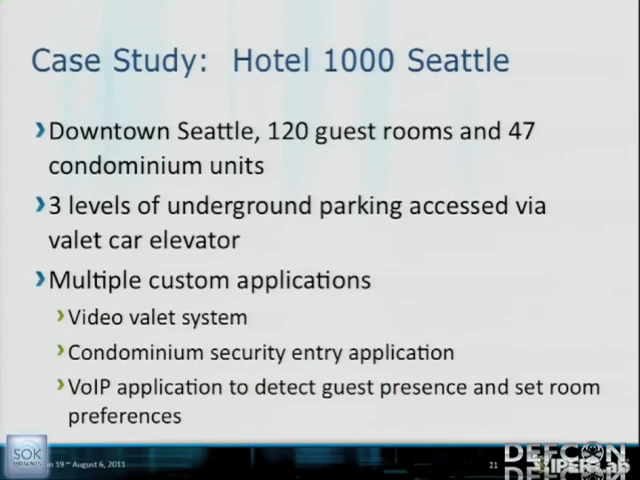 Case Study: Hotel 1000 Seattle
Downtown Seattle, 120 guest rooms and 47
condominium units
3 levels of underground parking accessed via
valet car elevator
Multiple custom applications
Video valet system
Condominium security entry application
VoIP application to detect guest presence and set room
preferences
SOK
19 August 6, 2011
21
DEFCON